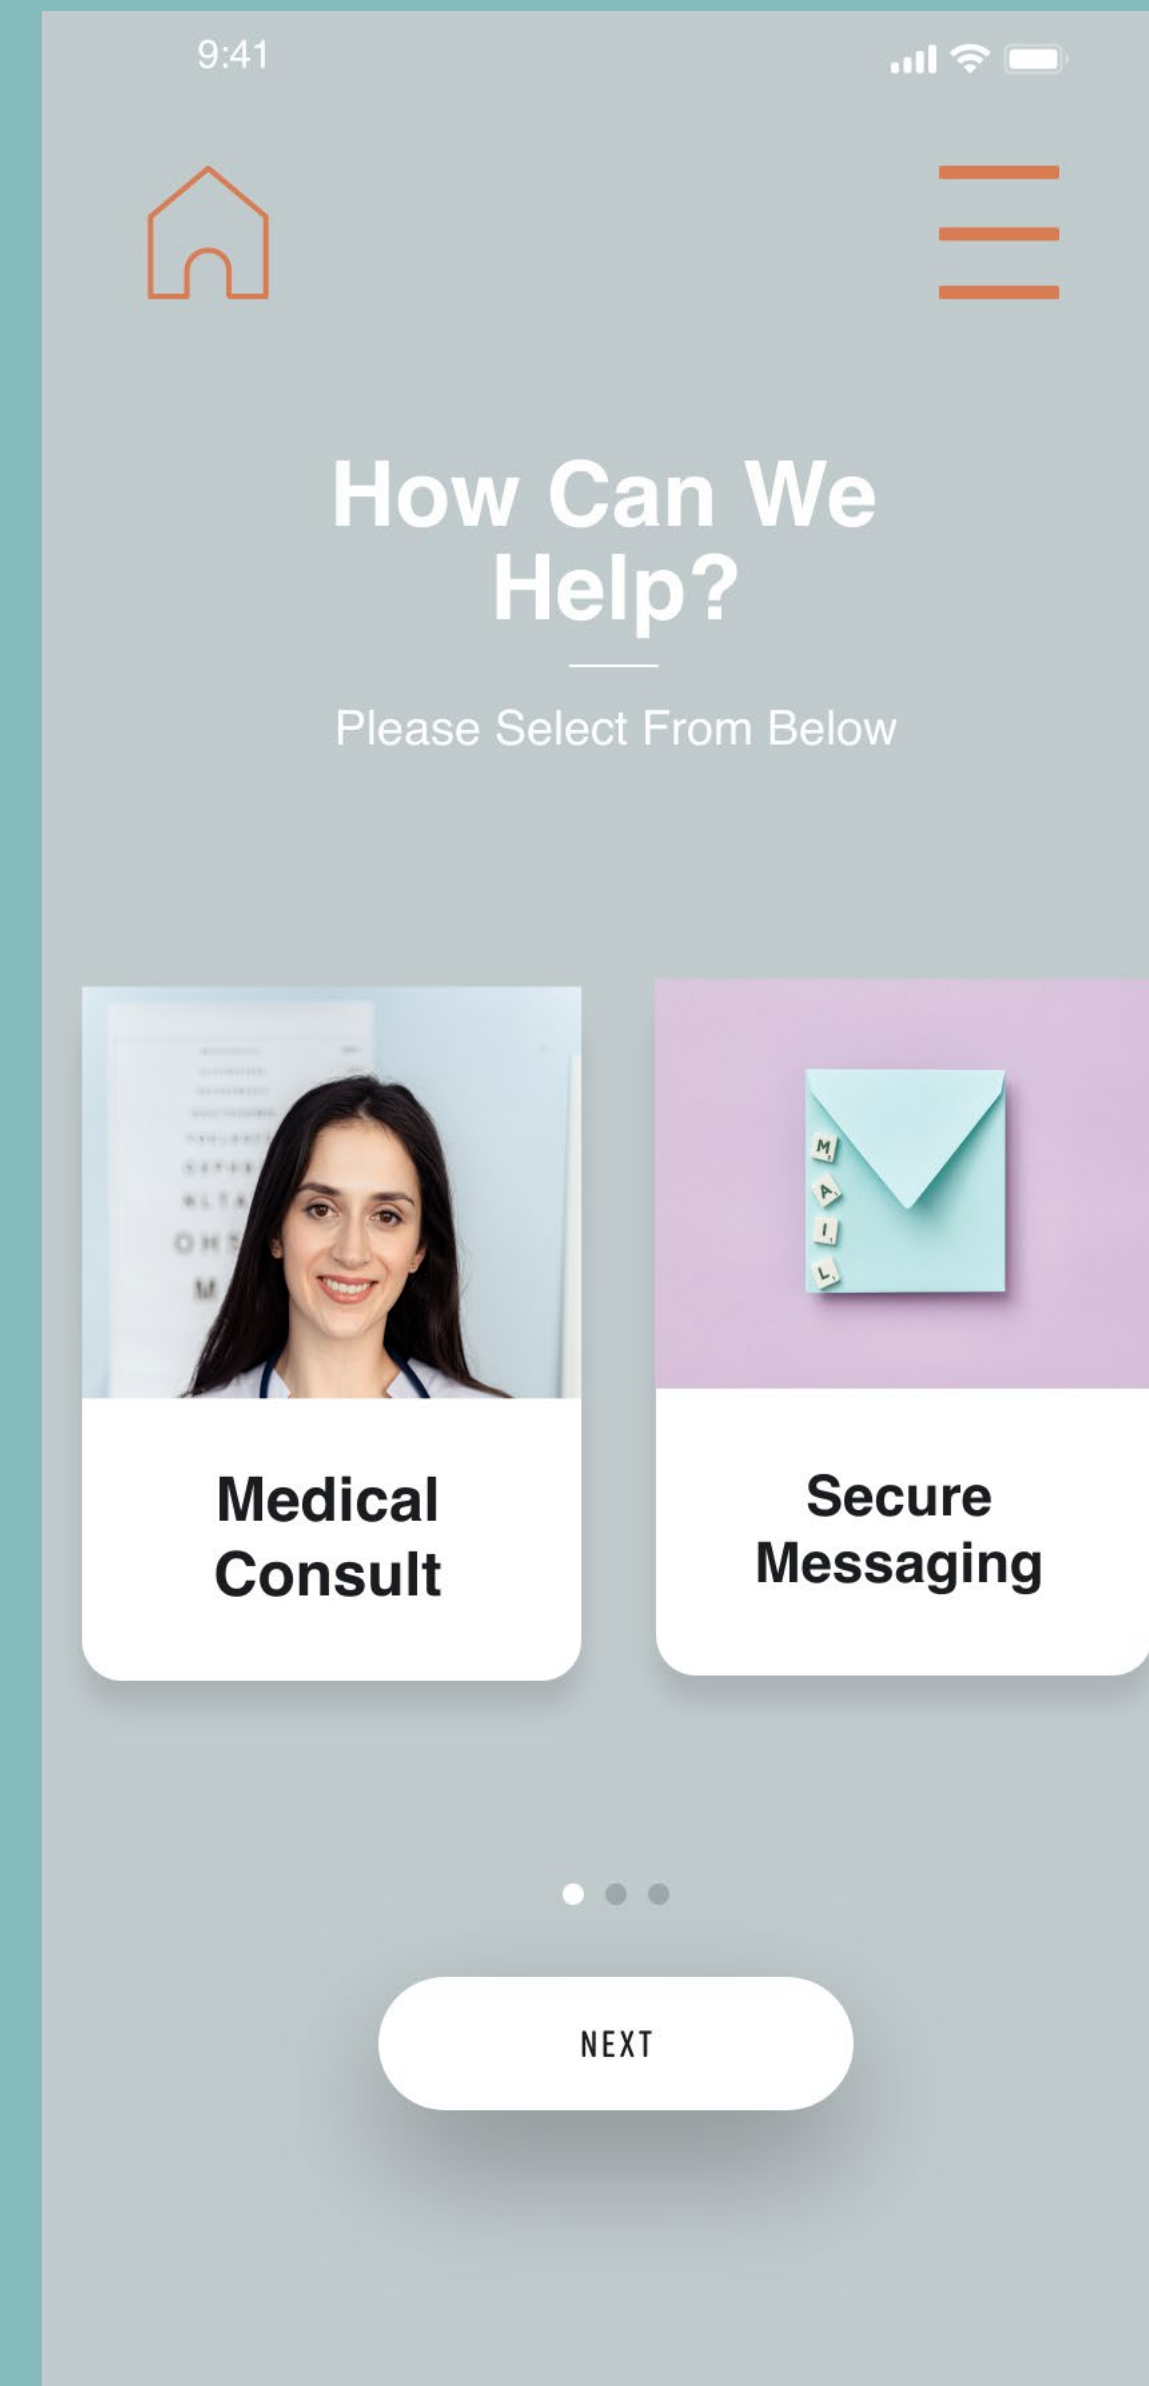 9:41
How Can We
Help?
Please Select From Below
M
A
I
L
Medical
Consult
Secure
Messaging
NEXT